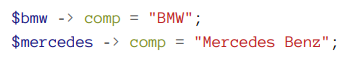 $bmw -> comp = "BMW";
$mercedes -> comp = "Mercedes Benz";